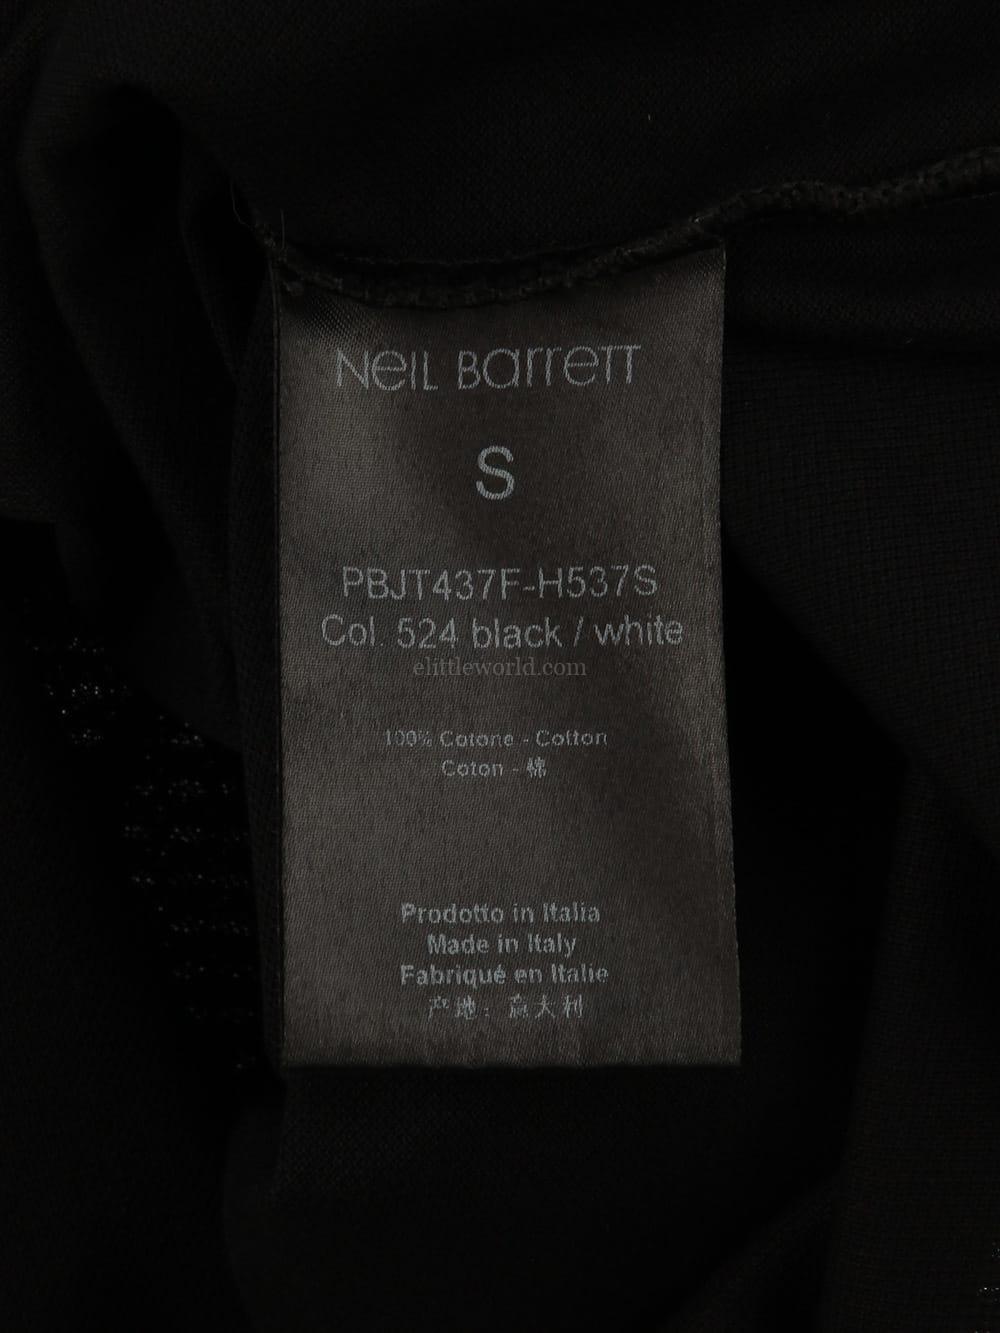 Neil Barrett
S
PBJT437F-H537S
Col. 524 black / white
elittleworld.com
100% Cotone - Cotton
Coton - 棉
Prodotto in Italia
Made in Italy
Fabriqué en Italie
产地: 意大利